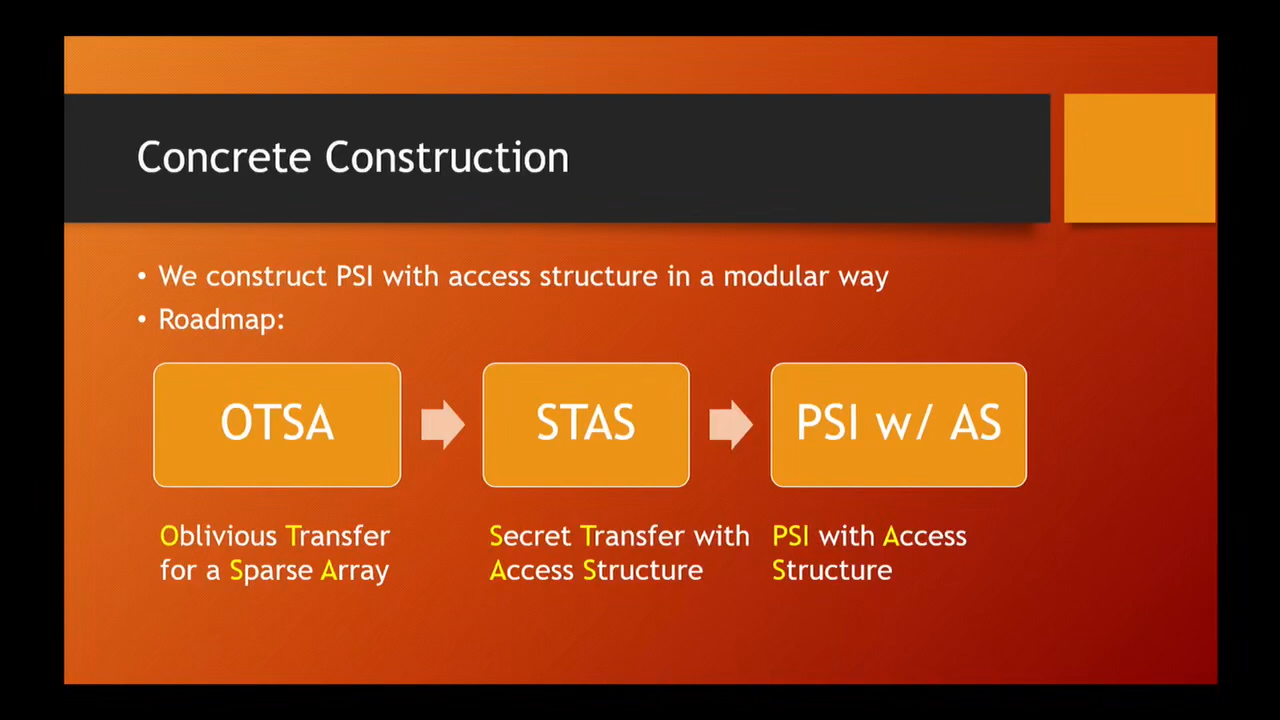 Concrete Construction
• We construct PSI with access structure in a modular way
• Roadmap:
OTSA
STAS
PSI w/ AS
Oblivious Transfer
for a Sparse Array
Secret Transfer with
Access Structure
PSI with Access
Structure